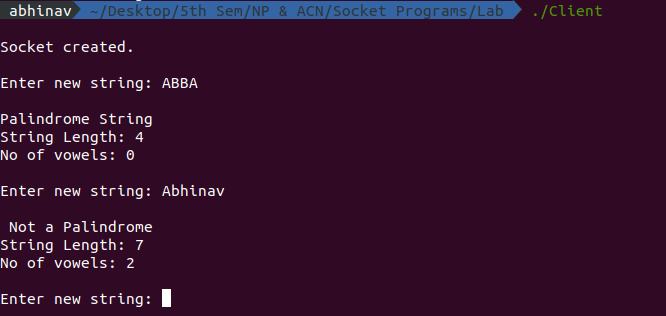 abhinav ~/Desktop/5th Sem/NP & ACN/Socket Programs/Lab ./Client
Socket created.
Enter new string: ABBA
Palindrome String
String Length: 4
No of vowels: 0
Enter new string: Abhinav
 Not a Palindrome
String Length: 7
No of vowels: 2
Enter new string: